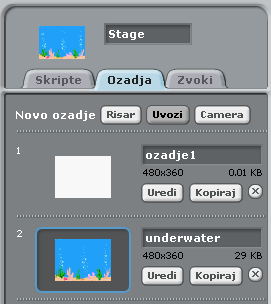 Stage
Skripte Ozadja Zvoki
Novo ozadje Risar Uvozi Camera
1 ozadje1
480x360 0.01 KB
Uredi Kopiraj
2 underwater
480x360 29 KB
Uredi Kopiraj